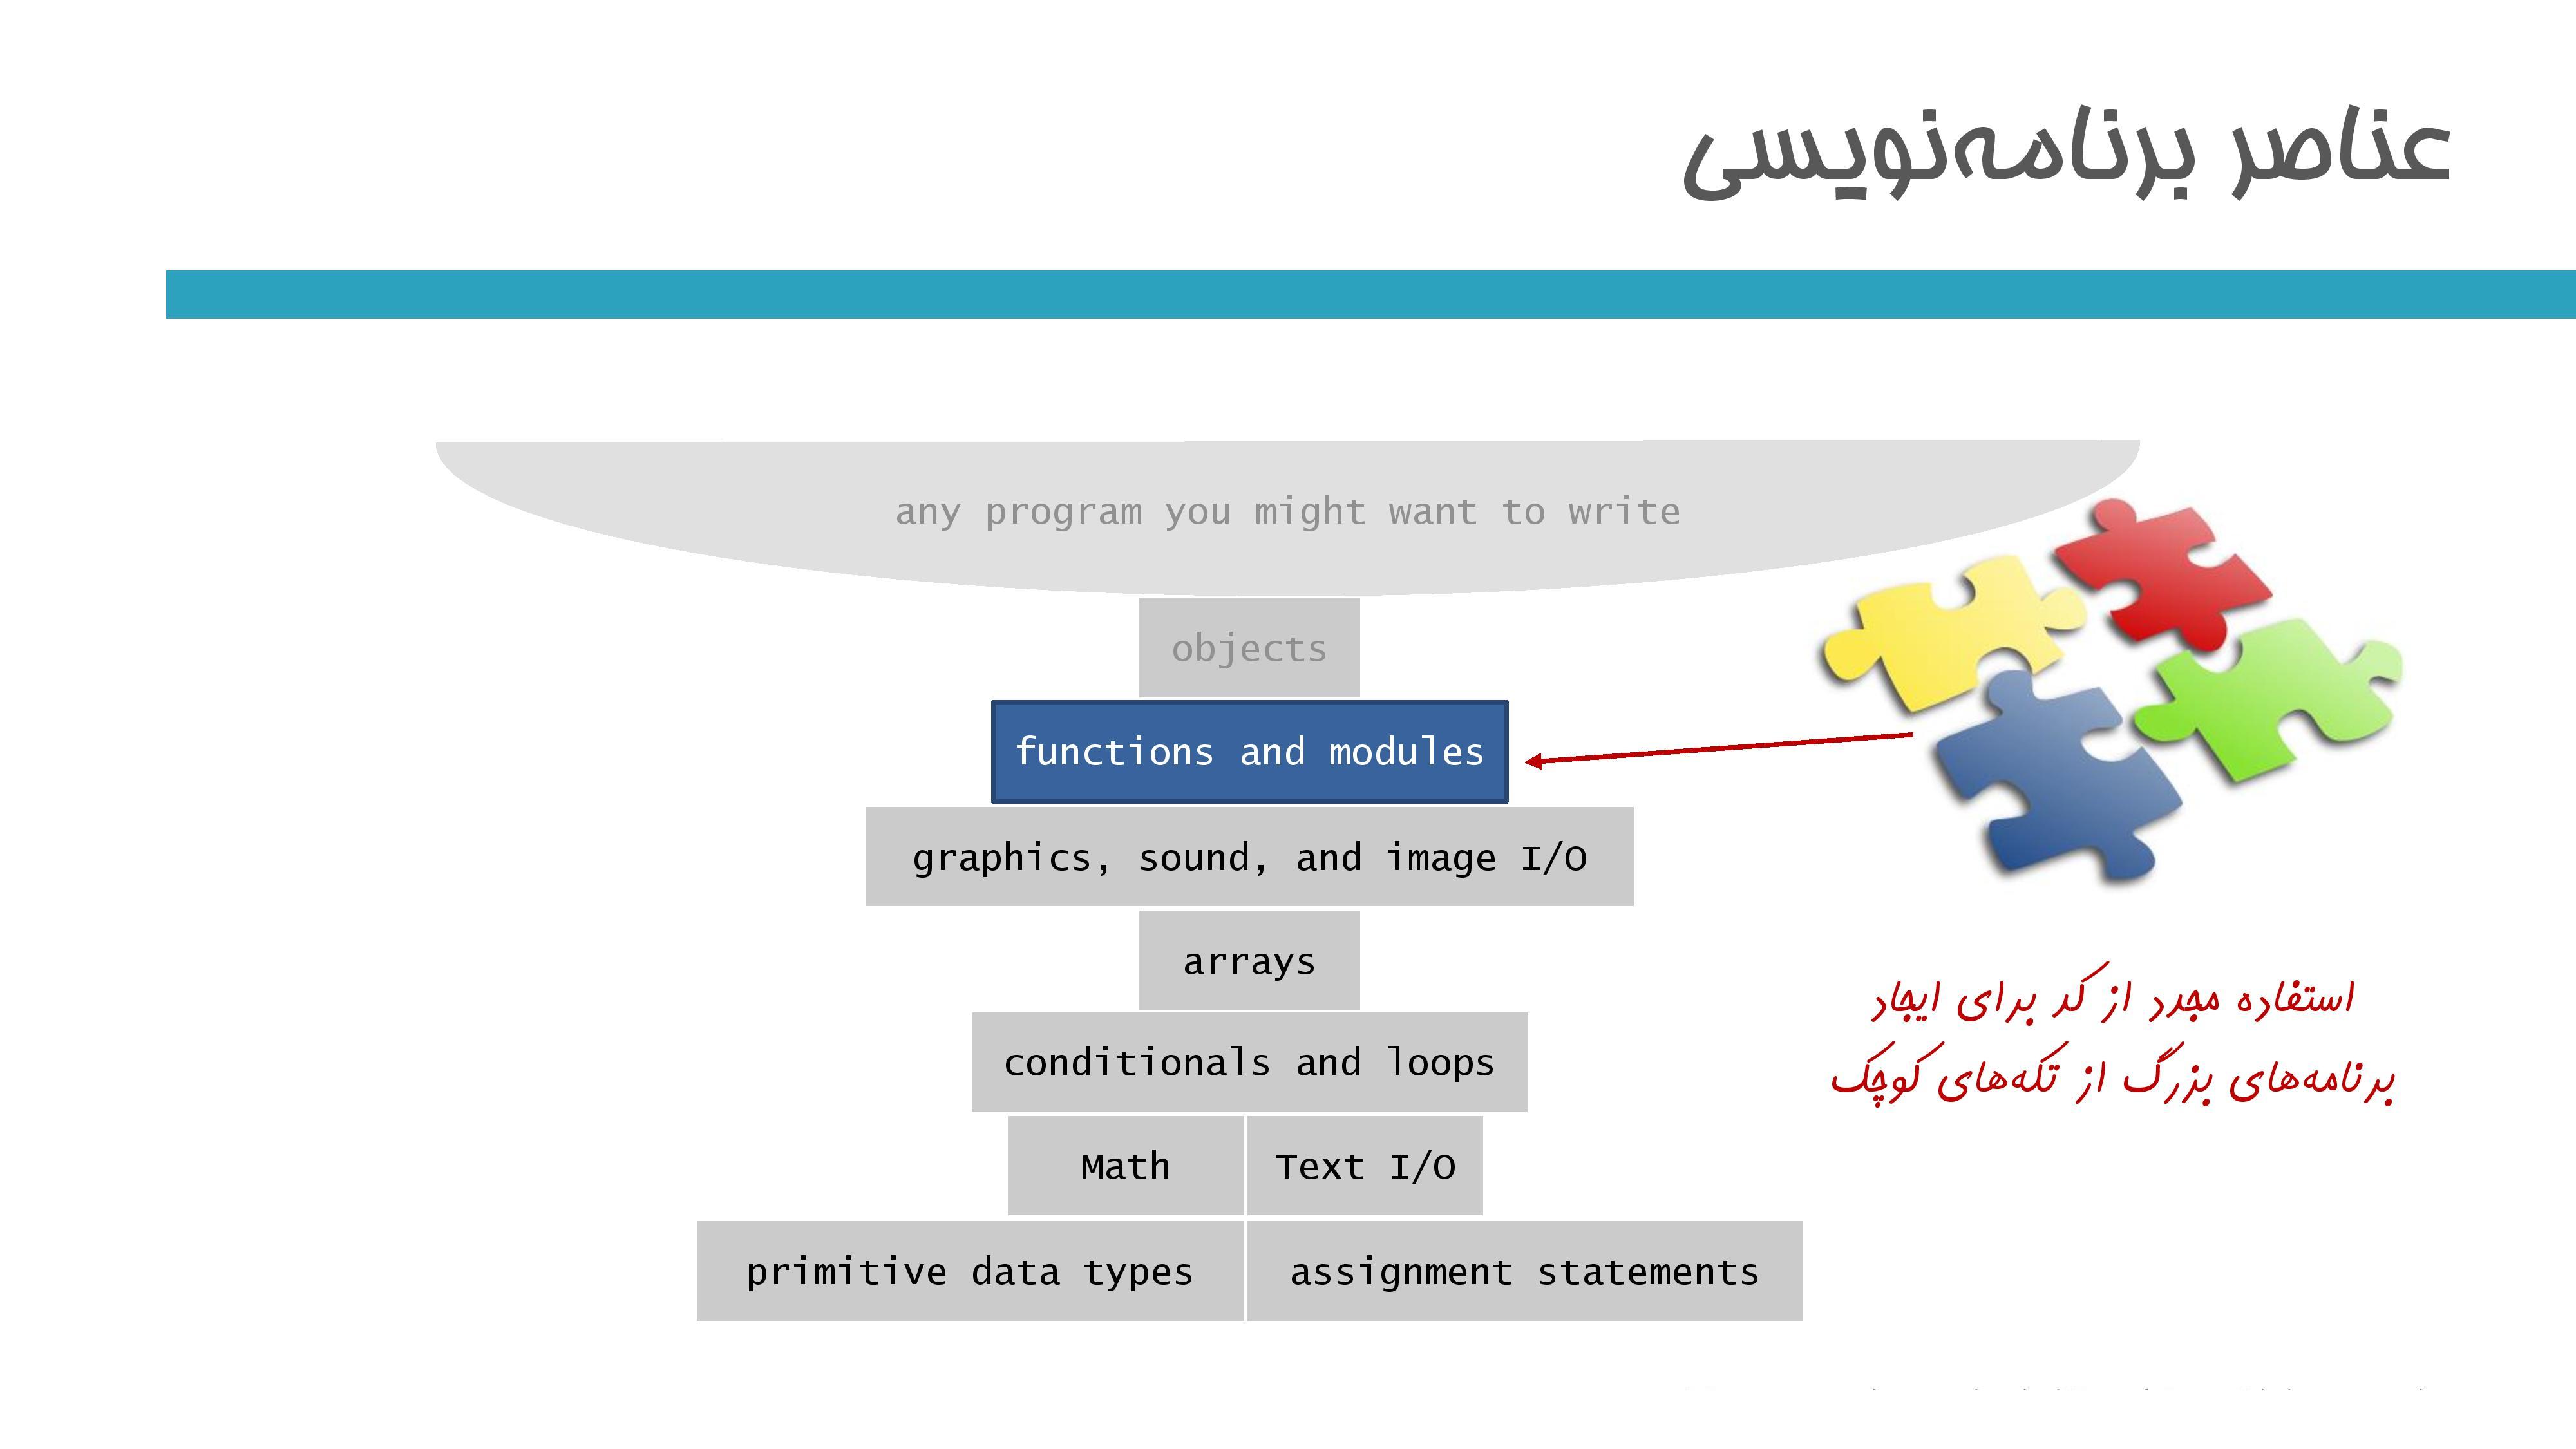 عناصر برنامه‌نویسی
any program you might want to write
objects
functions and modules
graphics, sound, and image I/O
arrays
conditionals and loops
Math
Text I/O
primitive data types
assignment statements
استفاده مجدد از کد برای ایجاد
برنامه‌های بزرگ از تکه‌های کوچک